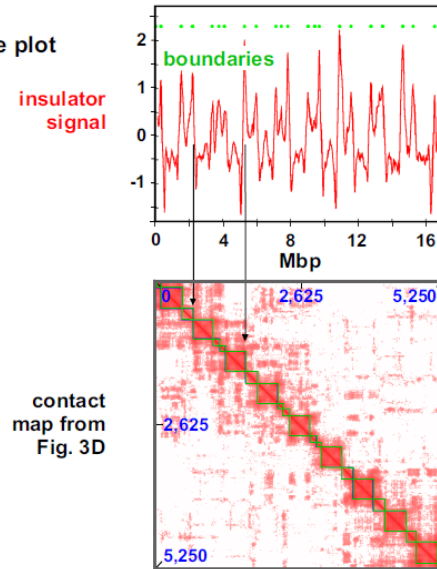 e plot
boundaries
insulator
signal
2
1
0
-1
0 4 8 12 16
Mbp
0 2,625 5,250
contact
map from
Fig. 3D
2,625
5,250